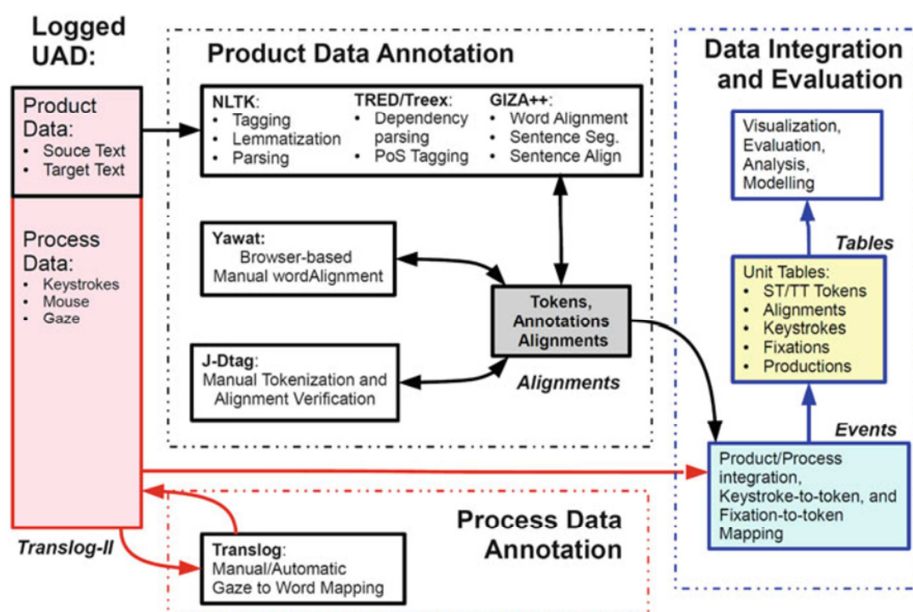 Logged
UAD:
Product
Data:
• Souce Text
• Target Text
Process
Data:
• Keystrokes
• Mouse
• Gaze
Translog-II
Product Data Annotation
NLTK:
• Tagging
• Lemmatization
• Parsing
TRED/Treex:
• Dependency
parsing
• PoS Tagging
GIZA++
• Word Alignment
• Sentence Seg.
• Sentence Align
Yawat:
Browser-based
Manual wordAlignment
J-Dtag:
Manual Tokenization and
Alignment Verification
Tokens,
Annotations
Alignments
Alignments
Process Data
Annotation
Translog:
Manual/Automatic
Gaze to Word Mapping
Data Integration
and Evaluation
Visualization,
Evaluation,
Analysis,
Modelling
Tables
Unit Tables:
• ST/TT Tokens
• Alignments
• Keystrokes
• Fixations
• Productions
Events
Product/Process
integration,
Keystroke-to-token, and
Fixation-to-token
Mapping